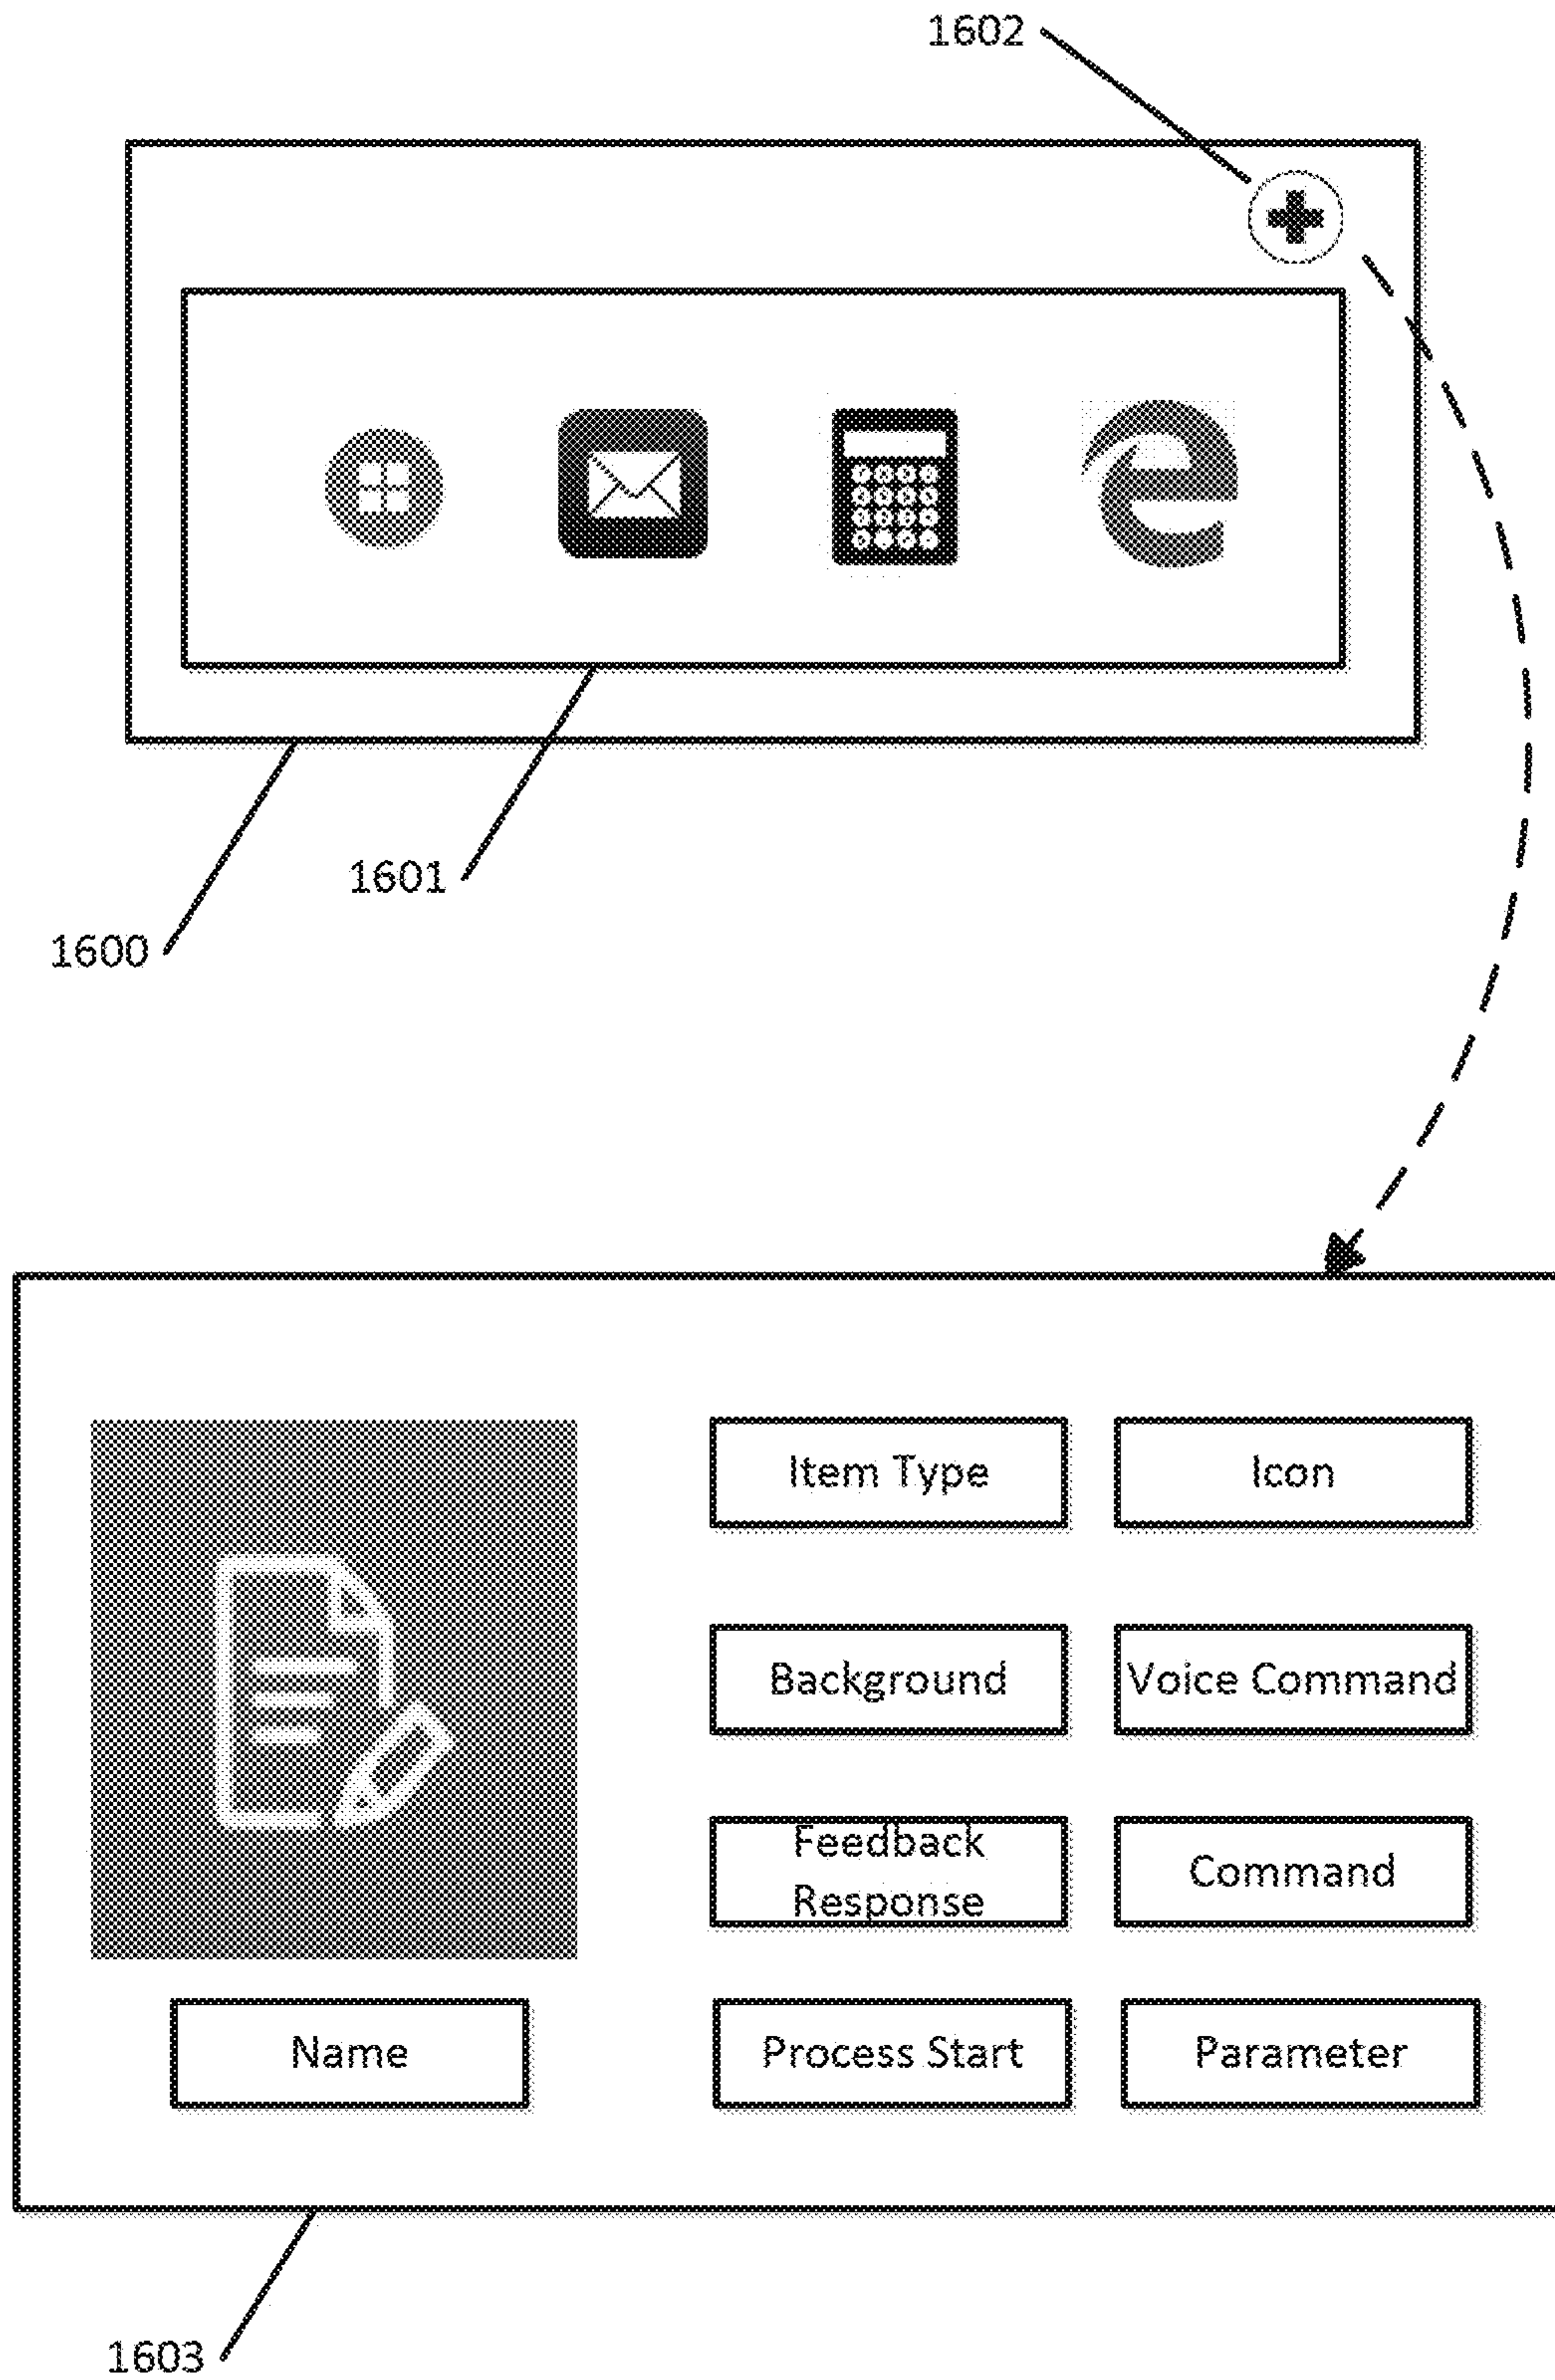 1602
1601
1600
Item Type
Icon
Background
Voice Command
Feedback
Response
Command
Name
Process Start
Parameter
1603